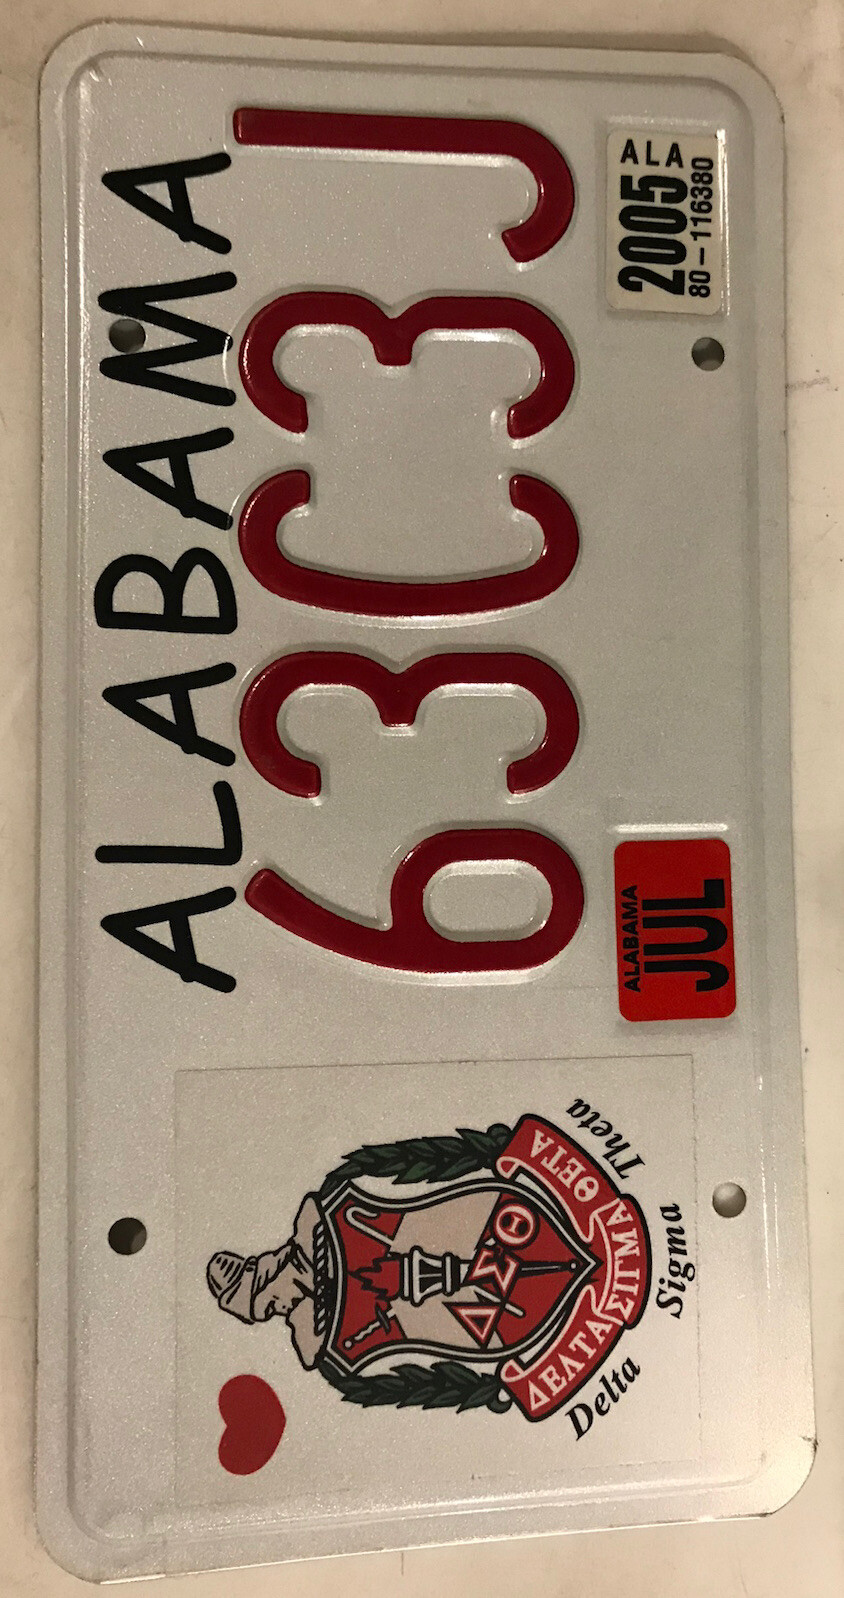 ALABAMA
63C3J
ALABAMA
JUL
ALA
2005
80-116380
ΔΣΘ
ΔΕΛΤΑ ΣΙΓΜΑ ΘΕΤΑ
Delta Sigma Theta